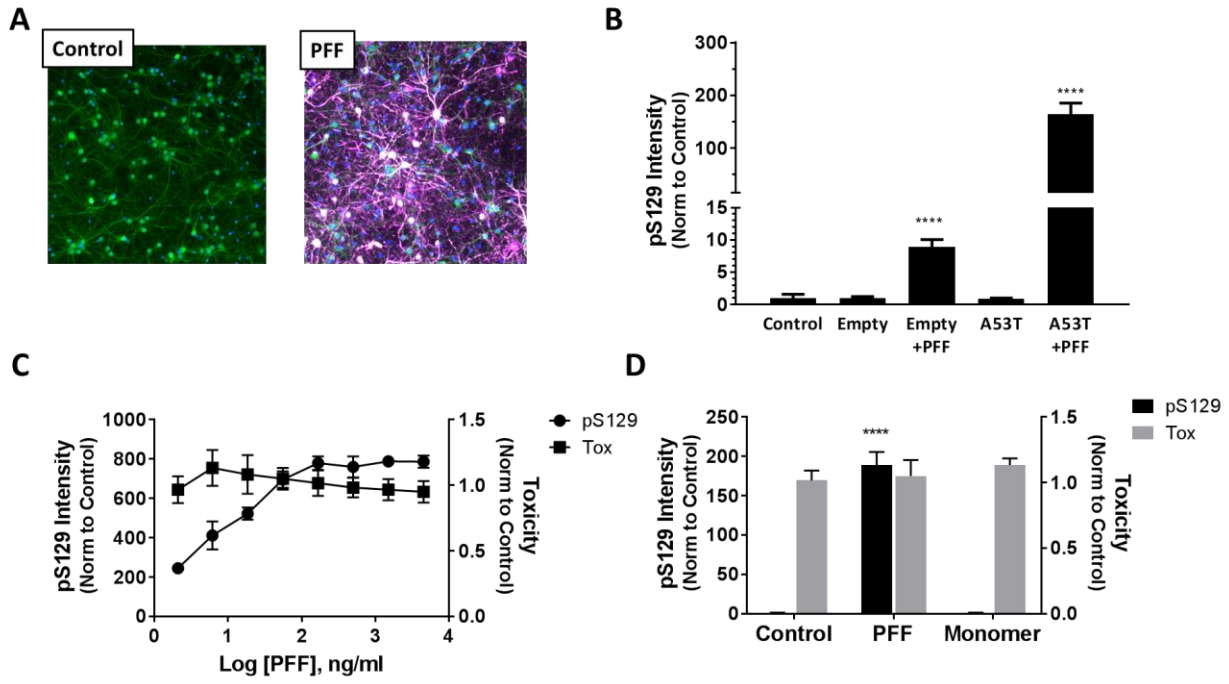 A
Control
PFF
B
300
200
100
15
10
5
0
pS129 Intensity
(Norm to Control)
****
****
Control
Empty
Empty
+PFF
A53T
A53T
+PFF
C
1000
800
600
400
200
0
pS129 Intensity
(Norm to Control)
0
1
2
3
4
Log [PFF], ng/ml
1.5
1.0
0.5
0.0
Toxicity
(Norm to Control)
pS129
Tox
D
250
200
150
100
50
0
pS129 Intensity
(Norm to Control)
****
Control
PFF
Monomer
1.5
1.0
0.5
0.0
Toxicity
(Norm to Control)
pS129
Tox